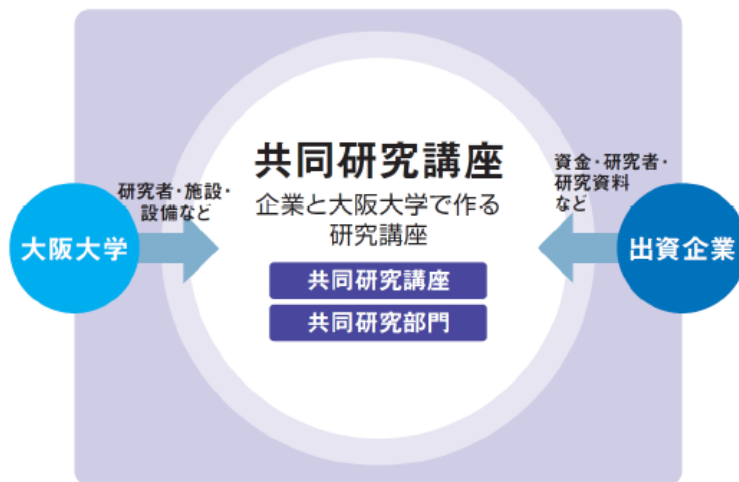 共同研究講座
企業と大阪大学で作る
研究講座
共同研究講座
共同研究部門
大阪大学
研究者・施設・
設備など
資金・研究者・
研究資料
など
出資企業